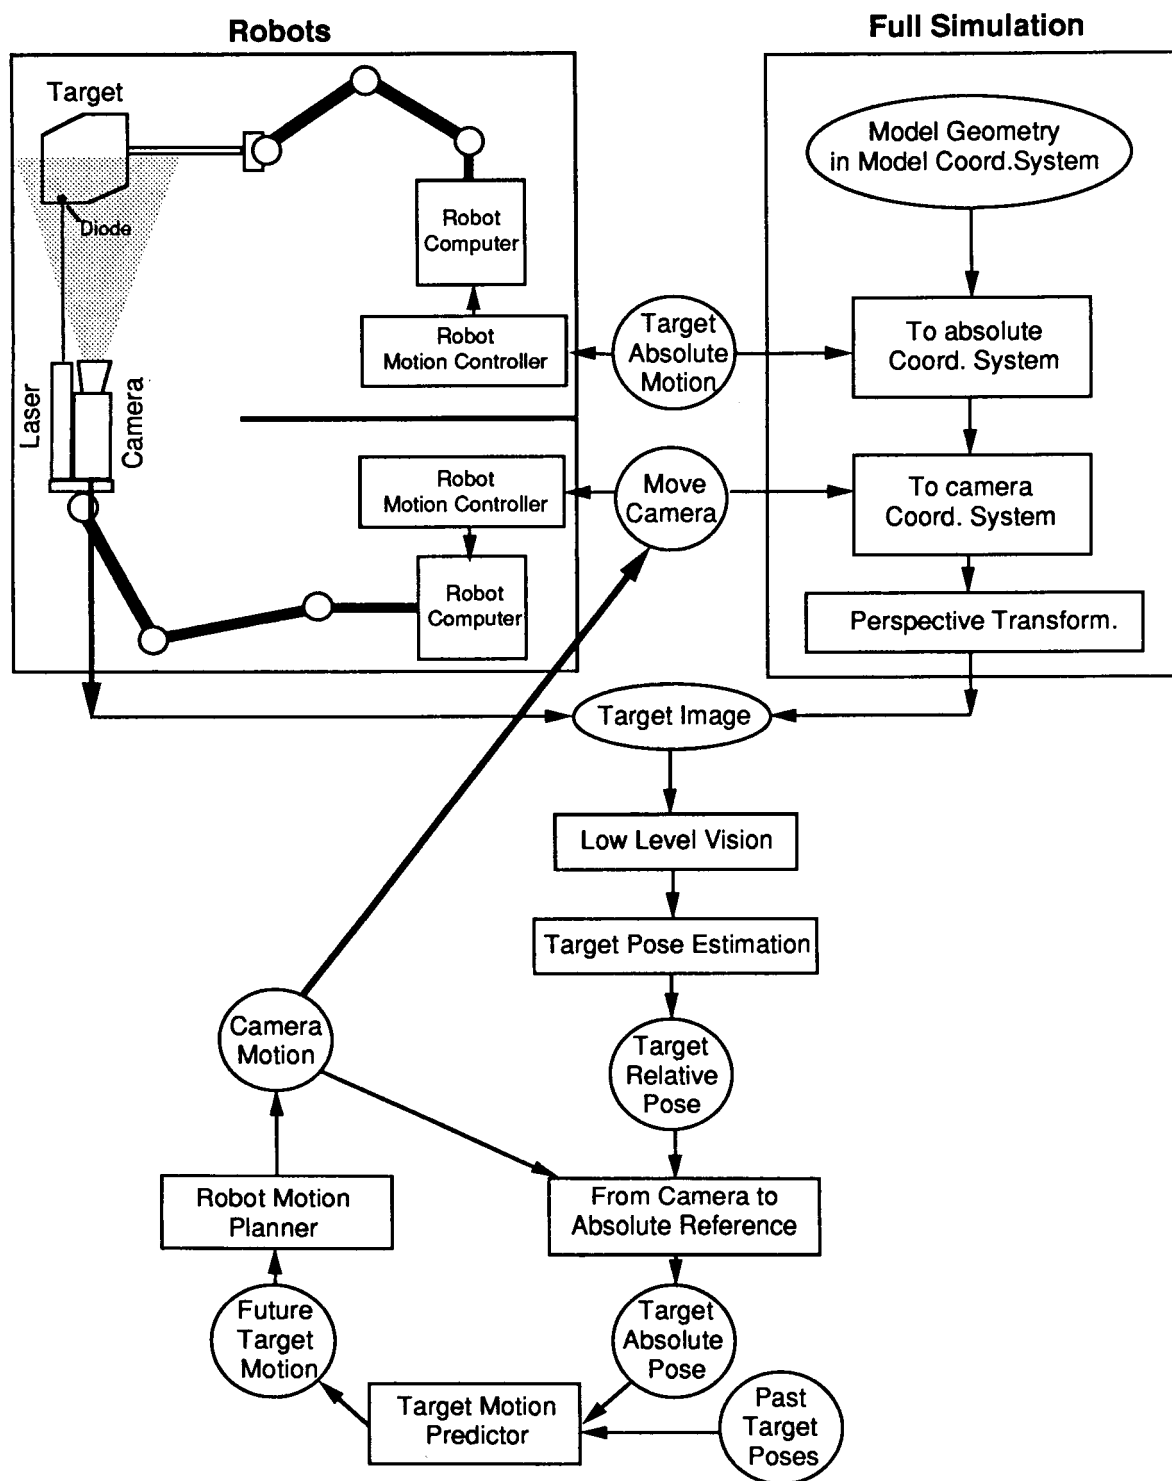 Robots
Full Simulation
Target
Diode
Laser
Camera
Robot
Computer
Robot
Motion Controller
Robot
Motion Controller
Robot
Computer
Target
Absolute
Motion
Move
Camera
Model Geometry
in Model Coord.System
To absolute
Coord. System
To camera
Coord. System
Perspective Transform.
Target Image
Low Level Vision
Target Pose Estimation
Target
Relative
Pose
Camera
Motion
From Camera to
Absolute Reference
Robot Motion
Planner
Target
Absolute
Pose
Future
Target
Motion
Target Motion
Predictor
Past
Target
Poses